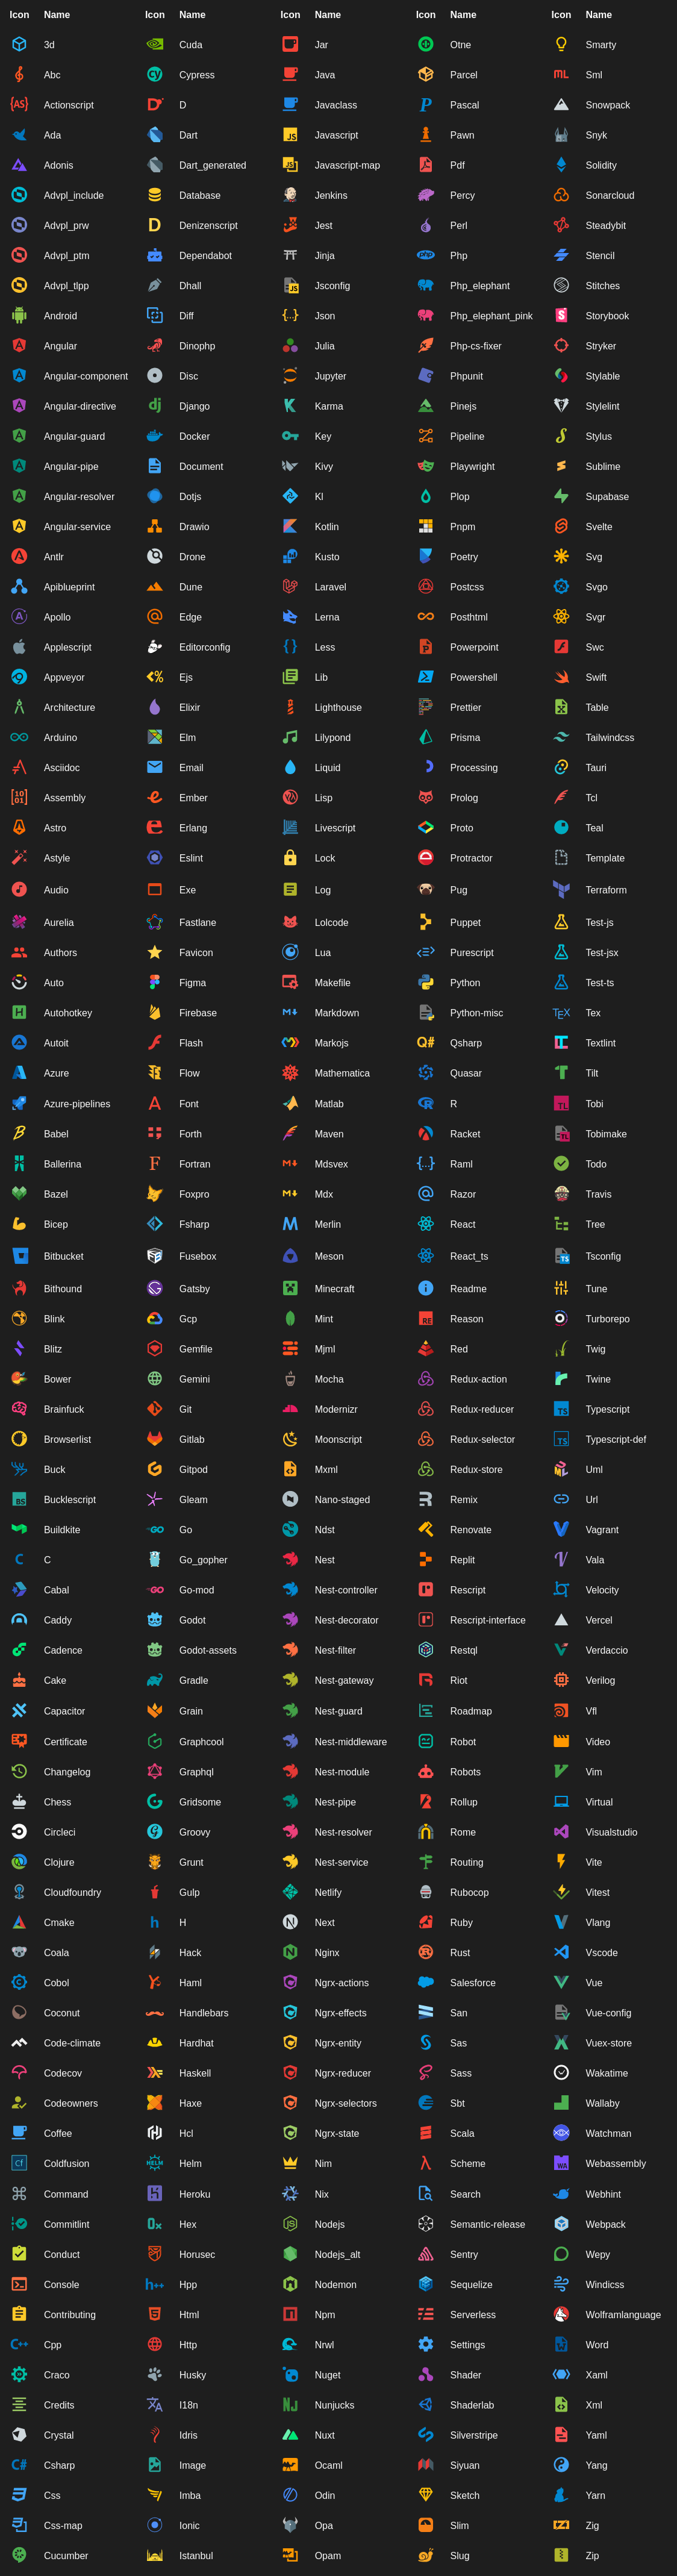 Icon Name Icon Name Icon Name Icon Name Icon Name
3d Cuda Jar Otne Smarty
Abc Cypress Java Parcel Sml
Actionscript D Javaclass Pascal Snowpack
Ada Dart Javascript Pawn Snyk
Adonis Dart_generated Javascript-map Pdf Solidity
Advpl_include Database Jenkins Percy Sonarcloud
Advpl_prw Denizenscript Jest Perl Steadybit
Advpl_ptm Dependabot Jinja Php Stencil
Advpl_tlpp Dhall Jsconfig Php_elephant Stitches
Android Diff Json Php_elephant_pink Storybook
Angular Dinophp Julia Php-cs-fixer Stryker
Angular-component Disc Jupyter Phpunit Stylable
Angular-directive Django Karma Pinejs Stylelint
Angular-guard Docker Key Pipeline Stylus
Angular-pipe Document Kivy Playwright Sublime
Angular-resolver Dotjs Kl Plop Supabase
Angular-service Drawio Kotlin Pnpm Svelte
Antlr Drone Kusto Poetry Svg
Apiblueprint Dune Laravel Postcss Svgo
Apollo Edge Lerna Posthtml Svgr
Applescript Editorconfig Less Powerpoint Swc
Appveyor Ejs Lib Powershell Swift
Architecture Elixir Lighthouse Prettier Table
Arduino Elm Lilypond Prisma Tailwindcss
Asciidoc Email Liquid Processing Tauri
Assembly Ember Lisp Prolog Tcl
Astro Erlang Livescript Proto Teal
Astyle Eslint Lock Protractor Template
Audio Exe Log Pug Terraform
Aurelia Fastlane Lolcode Puppet Test-js
Authors Favicon Lua Purescript Test-jsx
Auto Figma Makefile Python Test-ts
Autohotkey Firebase Markdown Python-misc Tex
Autoit Flash Markojs Qsharp Textlint
Azure Flow Mathematica Quasar Tilt
Azure-pipelines Font Matlab R Tobi
Babel Forth Maven Racket Tobimake
Ballerina Fortran Mdsvex Raml Todo
Bazel Foxpro Mdx Razor Travis
Bicep Fsharp Merlin React Tree
Bitbucket Fusebox Meson React_ts Tsconfig
Bithound Gatsby Minecraft Readme Tune
Blink Gcp Mint Reason Turborepo
Blitz Gemfile Mjml Red Twig
Bower Gemini Mocha Redux-action Twine
Brainfuck Git Modernizr Redux-reducer Typescript
Browserlist Gitlab Moonscript Redux-selector Typescript-def
Buck Gitpod Mxml Redux-store Uml
Bucklescript Gleam Nano-staged Remix Url
Buildkite Go Ndst Renovate Vagrant
C Go_gopher Nest Replit Vala
Cabal Go-mod Nest-controller Rescript Velocity
Caddy Godot Nest-decorator Rescript-interface Vercel
Cadence Godot-assets Nest-filter Restql Verdaccio
Cake Gradle Nest-gateway Riot Verilog
Capacitor Grain Nest-guard Roadmap Vfl
Certificate Graphcool Nest-middleware Robot Video
Changelog Graphql Nest-module Robots Vim
Chess Gridsome Nest-pipe Rollup Virtual
Circleci Groovy Nest-resolver Rome Visualstudio
Clojure Grunt Nest-service Routing Vite
Cloudfoundry Gulp Netlify Rubocop Vitest
Cmake H Next Ruby Vlang
Coala Hack Nginx Rust Vscode
Cobol Haml Ngrx-actions Salesforce Vue
Coconut Handlebars Ngrx-effects San Vue-config
Code-climate Hardhat Ngrx-entity Sas Vuex-store
Codecov Haskell Ngrx-reducer Sass Wakatime
Codeowners Haxe Ngrx-selectors Sbt Wallaby
Coffee Hcl Ngrx-state Scala Watchman
Coldfusion Helm Nim Scheme Webassembly
Command Heroku Nix Search Webhint
Commitlint Hex Nodejs Semantic-release Webpack
Conduct Horusec Nodejs_alt Sentry Wepy
Console Hpp Nodemon Sequelize Windicss
Contributing Html Npm Serverless Wolframlanguage
Cpp Http Nrwl Settings Word
Craco Husky Nuget Shader Xaml
Credits I18n Nunjucks Shaderlab Xml
Crystal Idris Nuxt Silverstripe Yaml
Csharp Image Ocaml Siyuan Yang
Css Imba Odin Sketch Yarn
Css-map Ionic Opa Slim Zig
Cucumber Istanbul Opam Slug Zip